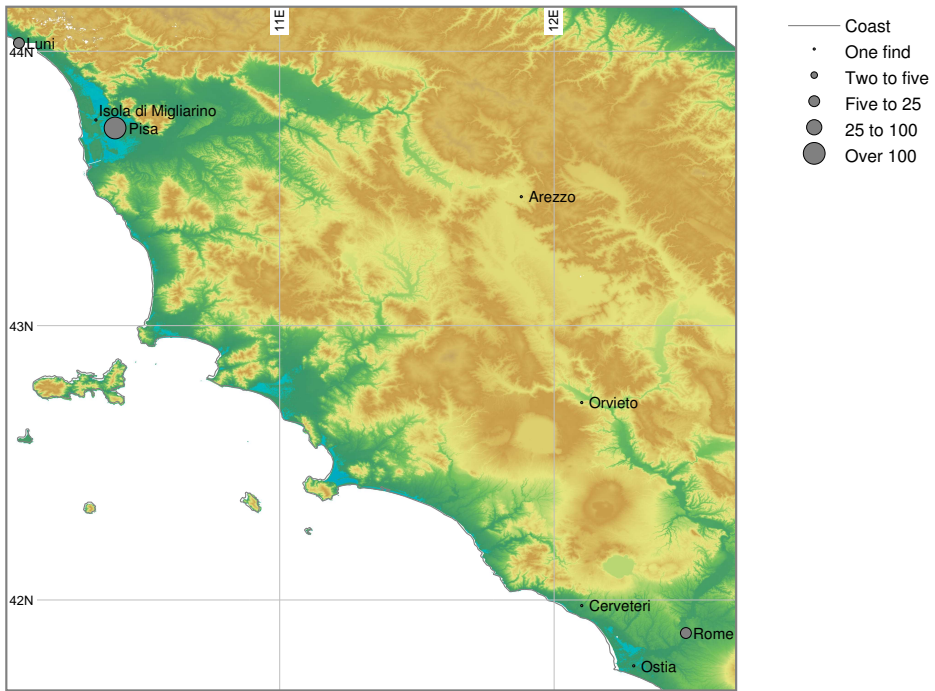 11E
12E
44N
Luni
Isola di Migliarino
Pisa
Arezzo
43N
Orvieto
42N
Cerveteri
Rome
Ostia
Coast
One find
Two to five
Five to 25
25 to 100
Over 100